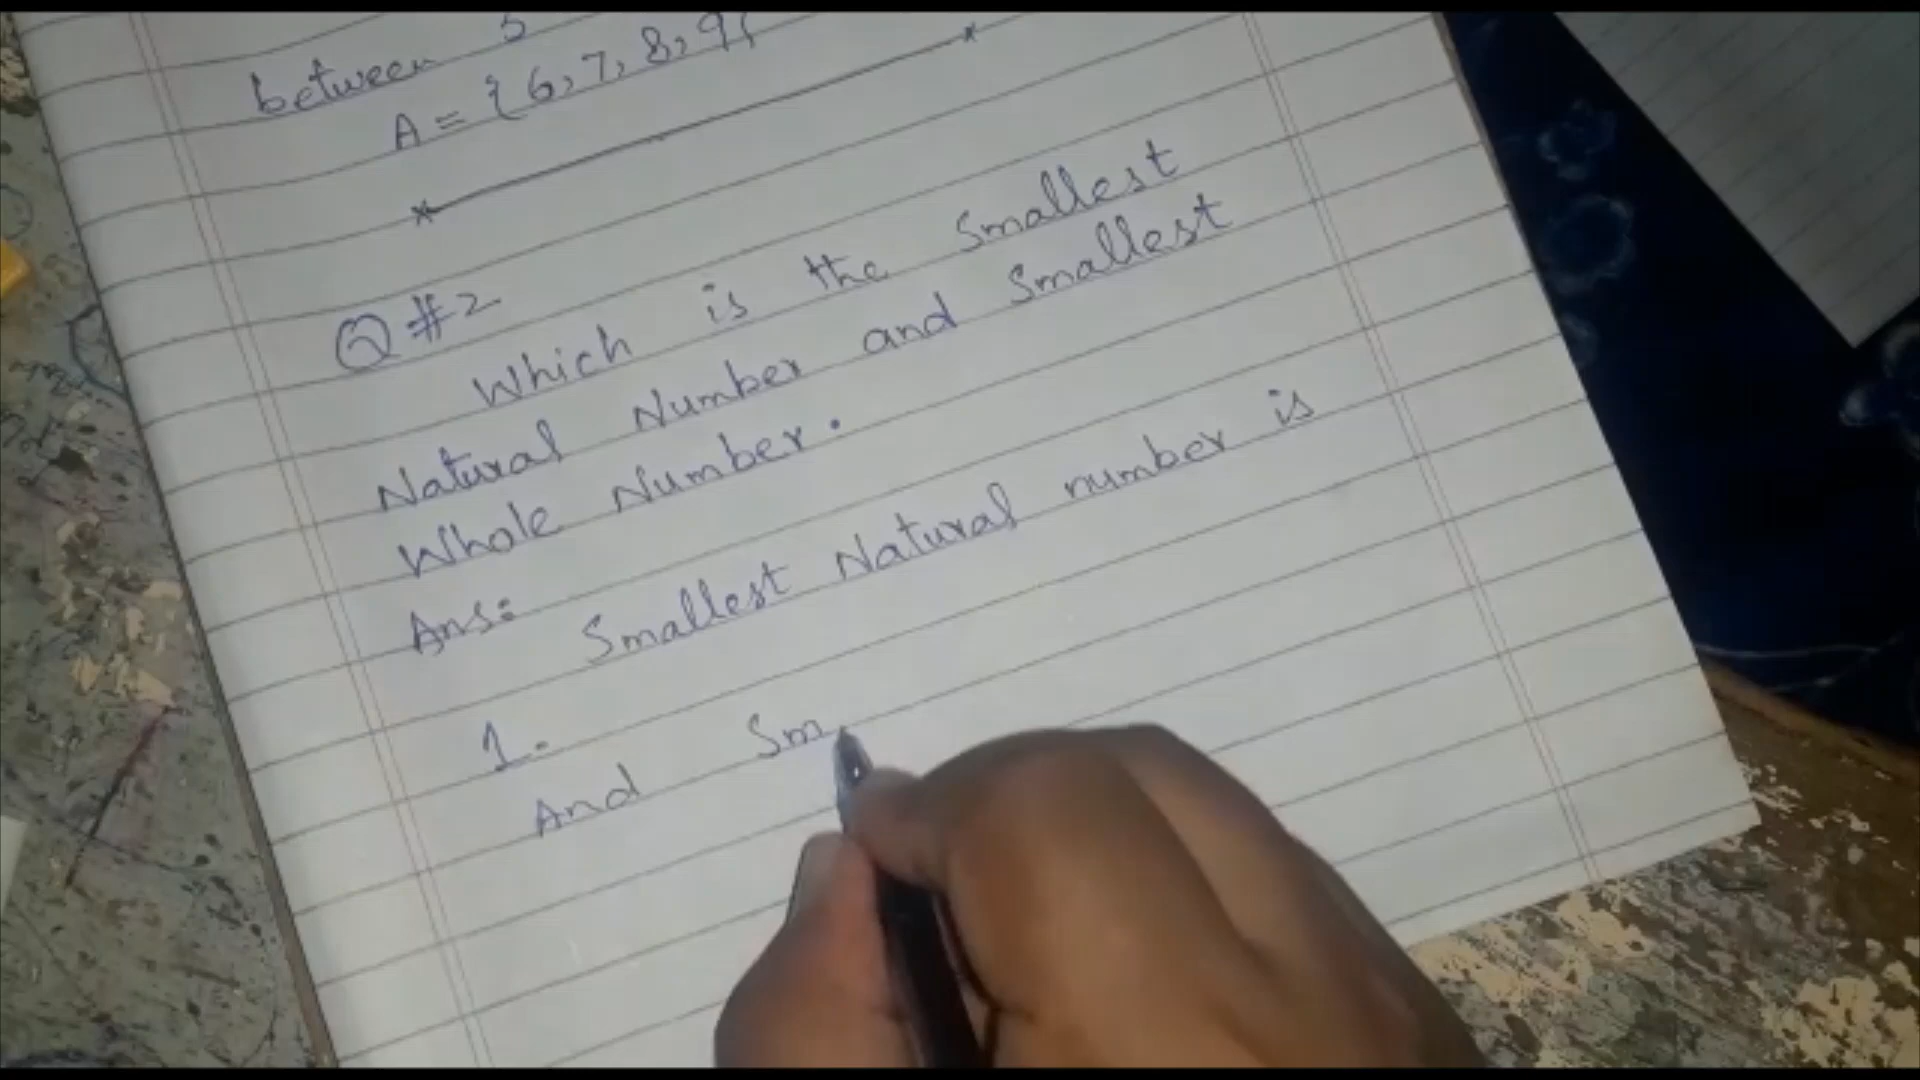 between 5
A = {6, 7, 8, 9}
Q #2
Which is the Smallest
Natural Number and Smallest
Whole Number.
Ans: Smallest Natural number is
1.
And Sm